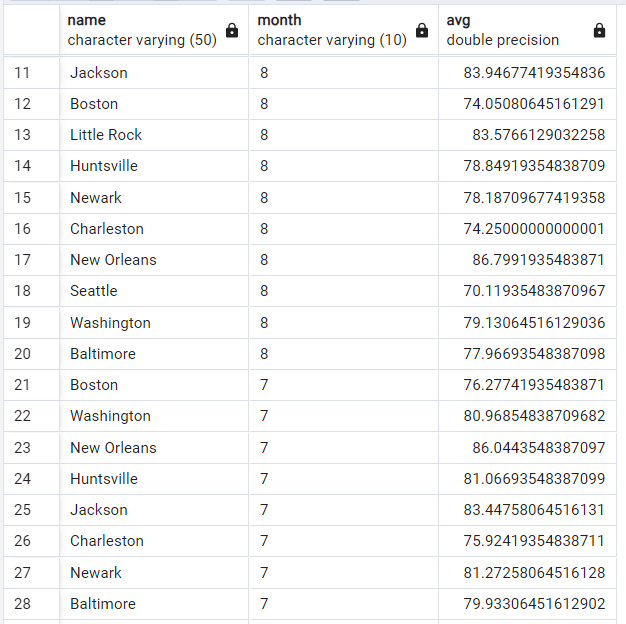 name month avg
character varying (50) character varying (10) double precision
11 Jackson 8 83.94677419354836
12 Boston 8 74.05080645161291
13 Little Rock 8 83.5766129032258
14 Huntsville 8 78.84919354838709
15 Newark 8 78.18709677419358
16 Charleston 8 74.25000000000001
17 New Orleans 8 86.7991935483871
18 Seattle 8 70.11935483870967
19 Washington 8 79.13064516129036
20 Baltimore 8 77.96693548387098
21 Boston 7 76.27741935483871
22 Washington 7 80.96854838709682
23 New Orleans 7 86.0443548387097
24 Huntsville 7 81.06693548387099
25 Jackson 7 83.44758064516131
26 Charleston 7 75.92419354838711
27 Newark 7 81.27258064516128
28 Baltimore 7 79.93306451612902